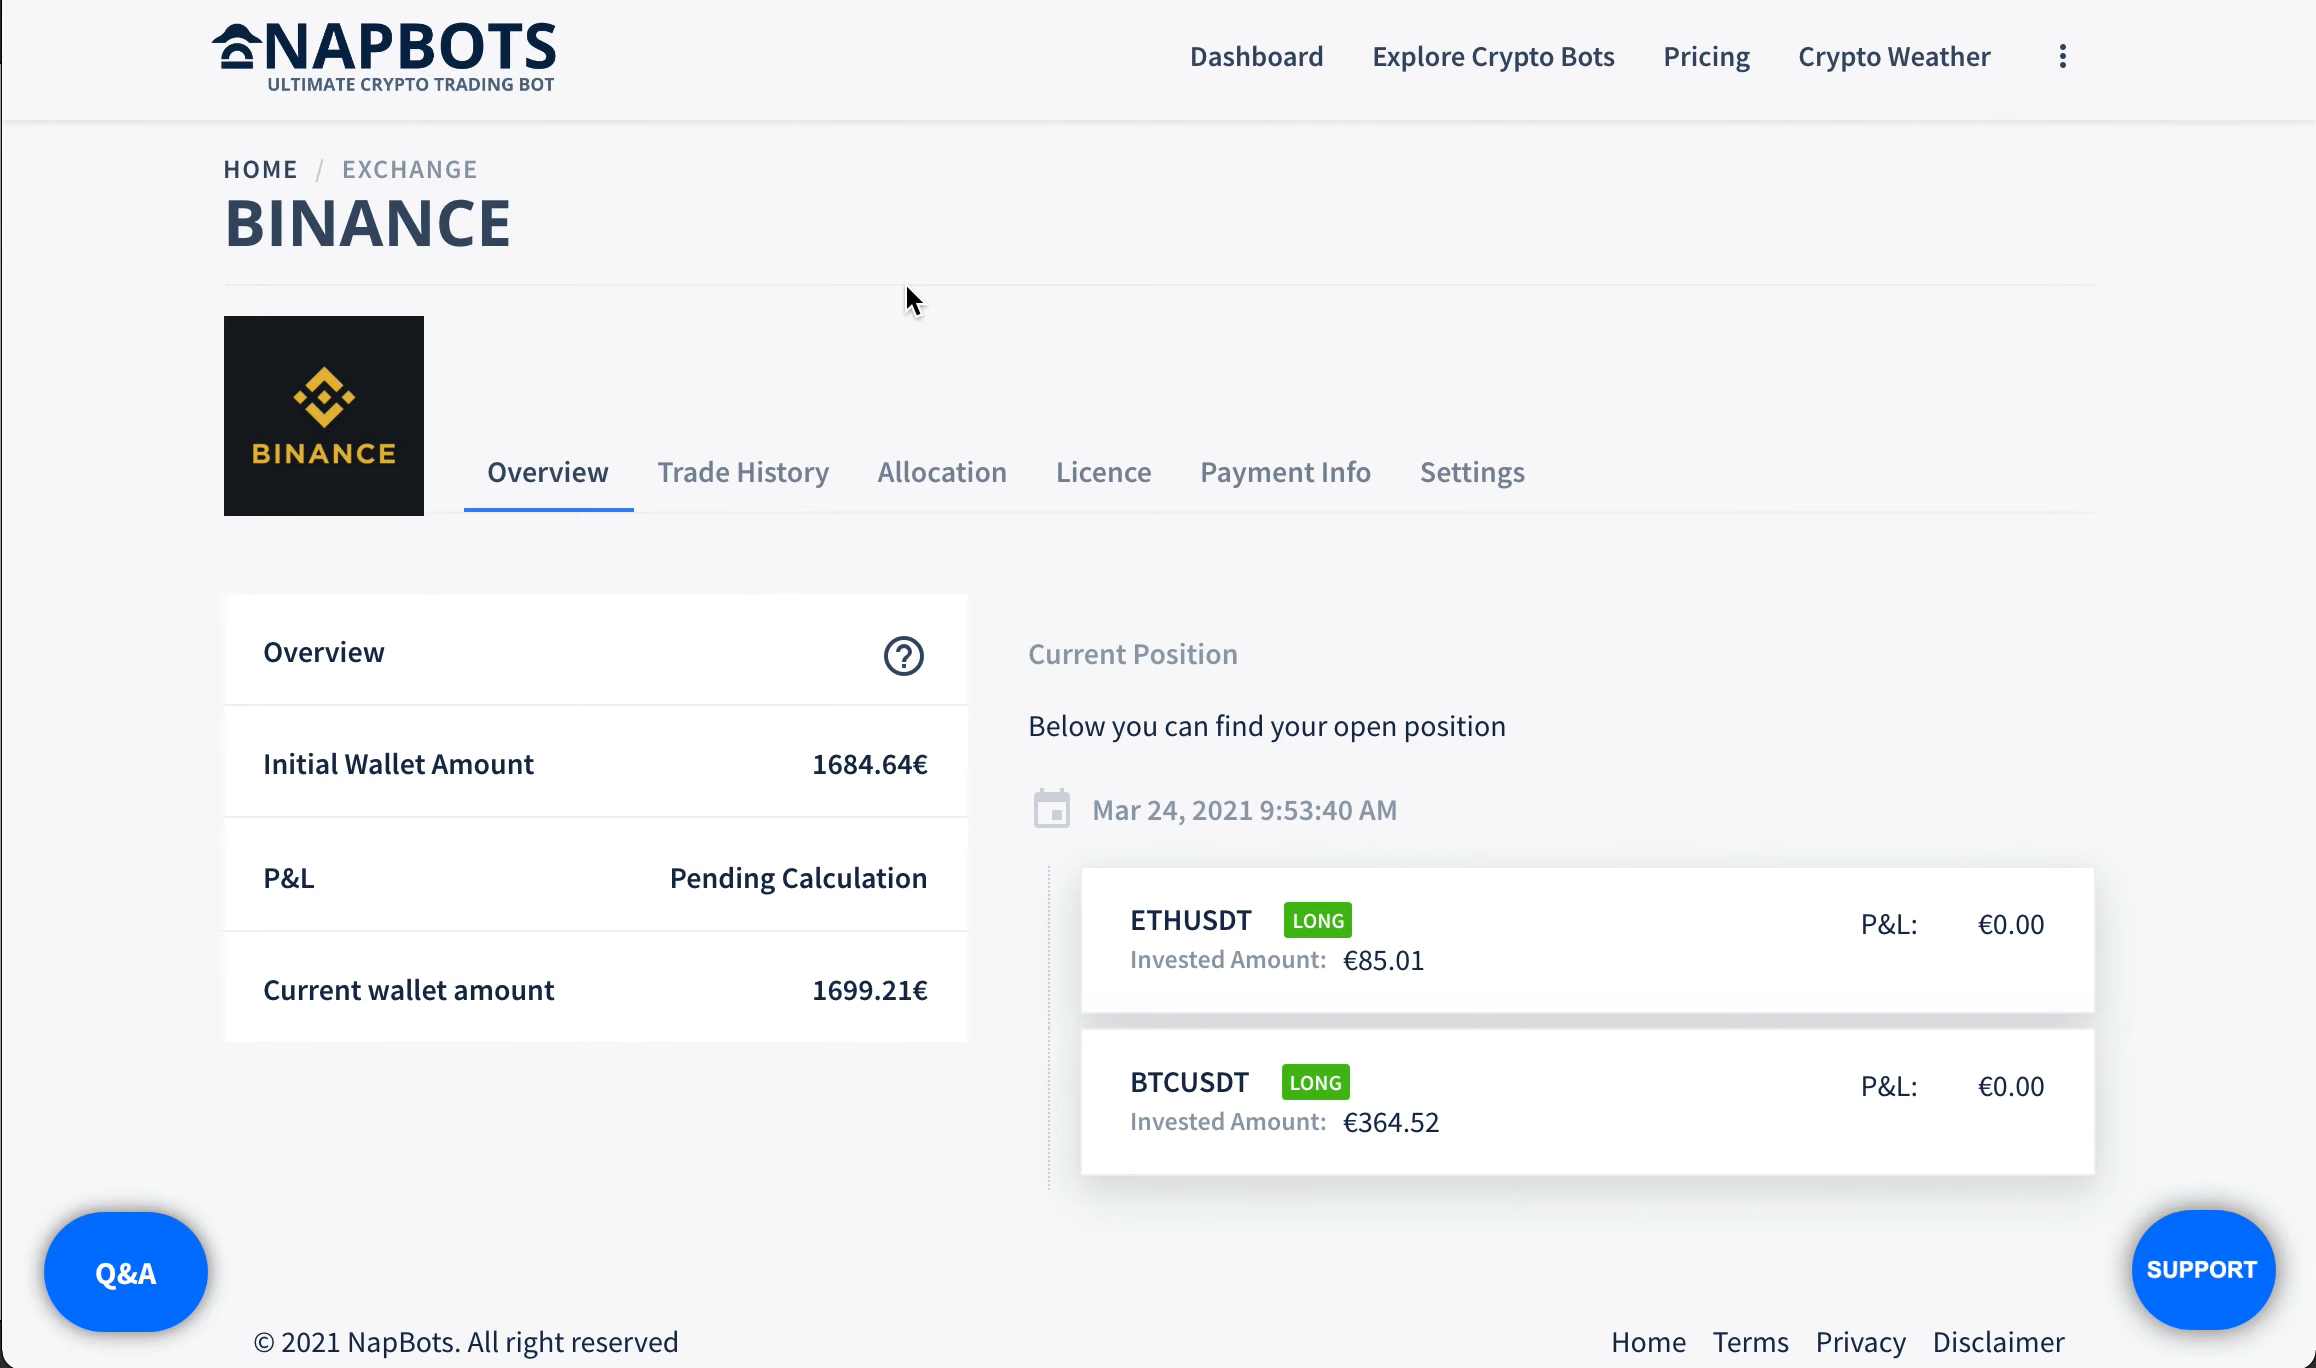 NAPBOTS
ULTIMATE CRYPTO TRADING BOT
Dashboard Explore Crypto Bots Pricing Crypto Weather
HOME / EXCHANGE
BINANCE
BINANCE
Overview Trade History Allocation Licence Payment Info Settings
Overview
Initial Wallet Amount 1684.64€
P&L Pending Calculation
Current wallet amount 1699.21€
Current Position
Below you can find your open position
Mar 24, 2021 9:53:40 AM
ETHUSDT LONG P&L: €0.00
Invested Amount: €85.01
BTCUSDT LONG P&L: €0.00
Invested Amount: €364.52
Q&A
SUPPORT
© 2021 NapBots. All right reserved
Home Terms Privacy Disclaimer